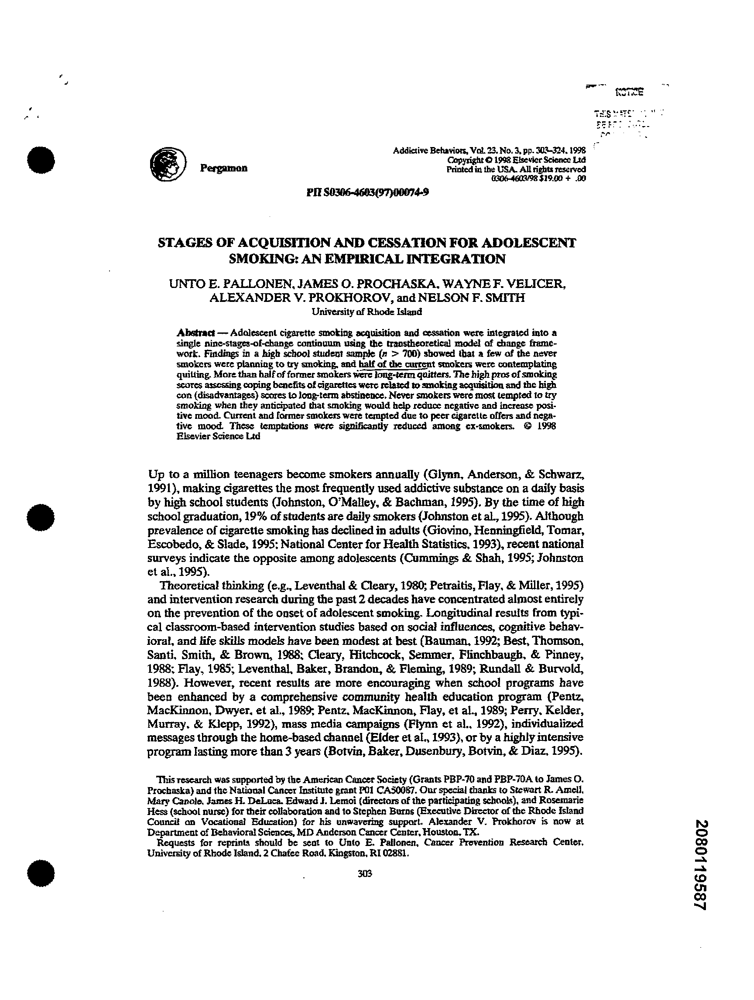 NOTICE
Addictive Behaviors, Vol. 23, No. 3, pp. 303–324, 1998
Copyright © 1998 Elsevier Science Ltd
Printed in the USA. All rights reserved
0306-4603/98 $19.00 + .00
Pergamon
PII S0306-4603(97)00074-9
STAGES OF ACQUISITION AND CESSATION FOR ADOLESCENT
SMOKING: AN EMPIRICAL INTEGRATION
UNTO E. PALLONEN, JAMES O. PROCHASKA, WAYNE F. VELICER,
ALEXANDER V. PROKHOROV, and NELSON F. SMITH
University of Rhode Island
Abstract — Adolescent cigarette smoking acquisition and cessation were integrated into a
single nine-stages-of-change continuum using the transtheoretical model of change frame-
work. Findings in a high school student sample (n > 700) showed that a few of the never
smokers were planning to try smoking, and half of the current smokers were contemplating
quitting. More than half of former smokers were long-term quitters. The high pros of smoking
scores assessing coping benefits of cigarettes were related to smoking acquisition and the high
con (disadvantages) scores to long-term abstinence. Never smokers were most tempted to try
smoking when they anticipated that smoking would help reduce negative and increase posi-
tive mood. Current and former smokers were tempted due to peer cigarette offers and nega-
tive mood. These temptations were significantly reduced among ex-smokers. © 1998
Elsevier Science Ltd
Up to a million teenagers become smokers annually (Glynn, Anderson, & Schwarz,
1991), making cigarettes the most frequently used addictive substance on a daily basis
by high school students (Johnston, O'Malley, & Bachman, 1995). By the time of high
school graduation, 19% of students are daily smokers (Johnston et al., 1995). Although
prevalence of cigarette smoking has declined in adults (Giovino, Henningfield, Tomar,
Escobedo, & Slade, 1995; National Center for Health Statistics, 1993), recent national
surveys indicate the opposite among adolescents (Cummings & Shah, 1995; Johnston
et al., 1995).
Theoretical thinking (e.g., Leventhal & Cleary, 1980; Petraitis, Flay, & Miller, 1995)
and intervention research during the past 2 decades have concentrated almost entirely
on the prevention of the onset of adolescent smoking. Longitudinal results from typi-
cal classroom-based intervention studies based on social influences, cognitive behav-
ioral, and life skills models have been modest at best (Bauman, 1992; Best, Thomson,
Santi, Smith, & Brown, 1988; Cleary, Hitchcock, Semmer, Flinchbaugh, & Pinney,
1988; Flay, 1985; Leventhal, Baker, Brandon, & Fleming, 1989; Rundall & Burvold,
1988). However, recent results are more encouraging when school programs have
been enhanced by a comprehensive community health education program (Pentz,
MacKinnon, Dwyer, et al., 1989; Pentz, MacKinnon, Flay, et al., 1989; Perry, Kelder,
Murray, & Klepp, 1992), mass media campaigns (Flynn et al., 1992), individualized
messages through the home-based channel (Elder et al., 1993), or by a highly intensive
program lasting more than 3 years (Botvin, Baker, Dusenbury, Botvin, & Diaz, 1995).
This research was supported by the American Cancer Society (Grants PBP-70 and PBP-70A to James O.
Prochaska) and the National Cancer Institute grant P01 CA50087. Our special thanks to Stewart R. Amell,
Mary Canole, James H. DeLuca, Edward J. Lemoi (directors of the participating schools), and Rosemarie
Hess (school nurse) for their collaboration and to Stephen Burns (Executive Director of the Rhode Island
Council on Vocational Education) for his unwavering support. Alexander V. Prokhorov is now at
Department of Behavioral Sciences, MD Anderson Cancer Center, Houston, TX.
Requests for reprints should be sent to Unto E. Pallonen, Cancer Prevention Research Center,
University of Rhode Island, 2 Chafee Road, Kingston, RI 02881.
303
2080119587